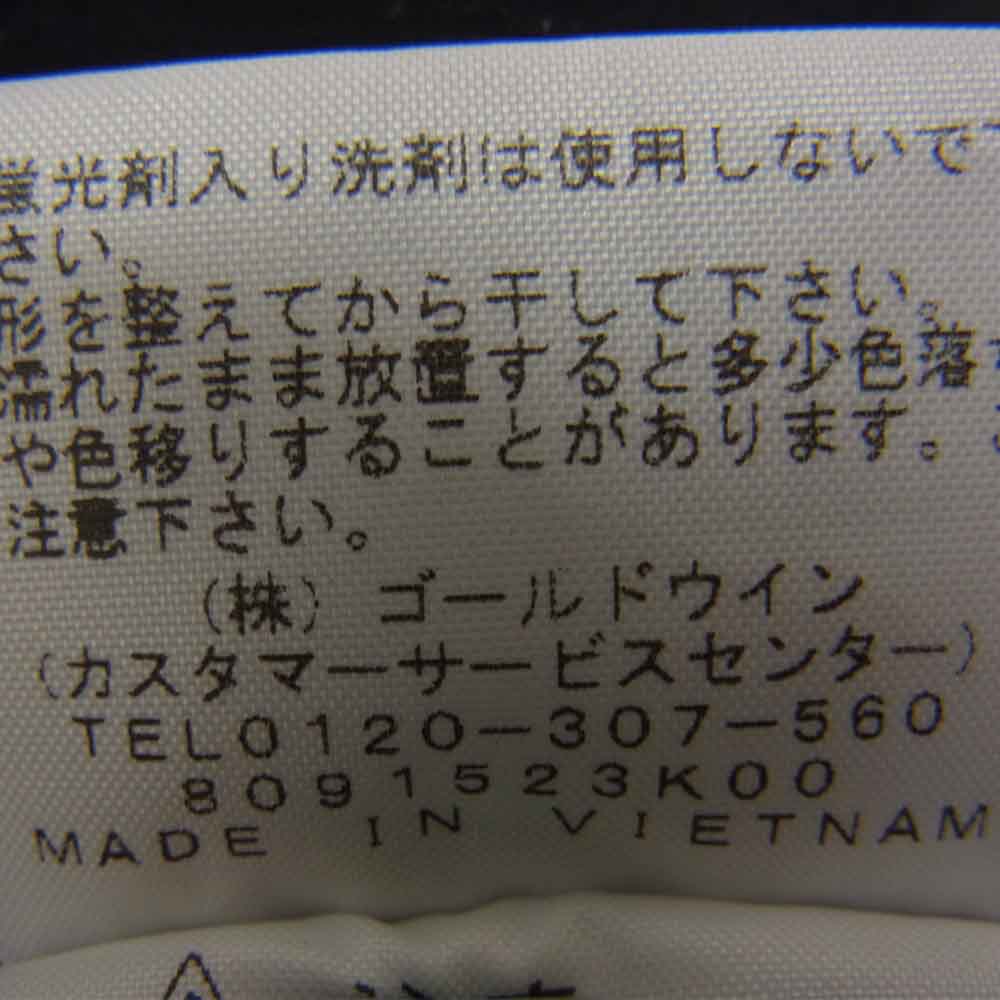 蛍光剤入り洗剤は使用しないで
さい。
形を整えてから干して下さい。
濡れたまま放置すると多少色落
や色移りすることがあります。
注意下さい。
(株) ゴールドウイン
(カスタマーサービスセンター)
TEL0120-307-560
8091523K00
MADE IN VIETNAM